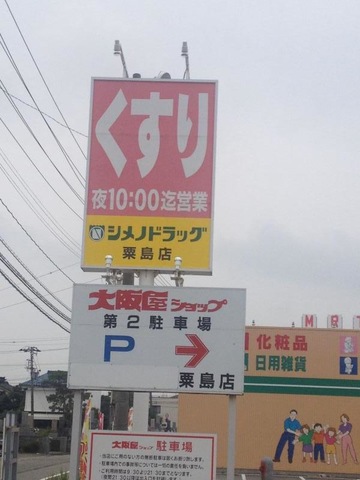 くすり
夜10:00迄営業
シメノドラッグ
粟島店
大阪屋ショップ
第2駐車場
P
粟島店
大阪屋ショップ 駐車場
化粧品
日用雑貨